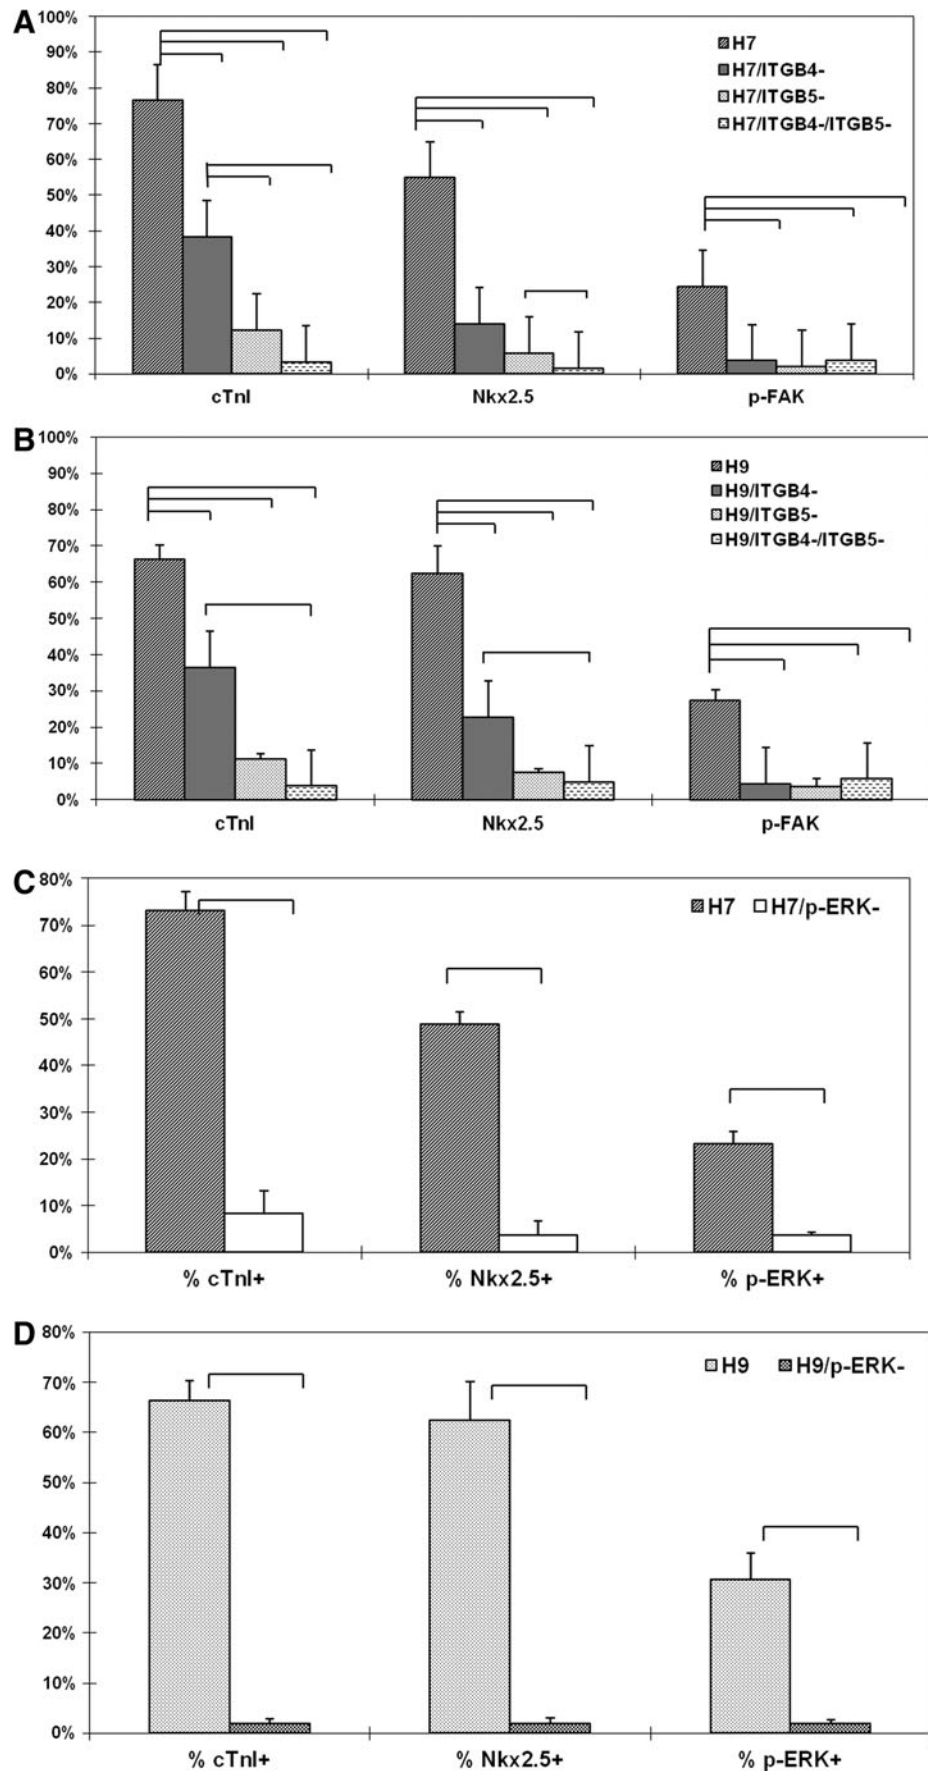 A
100%
90%
80%
70%
60%
50%
40%
30%
20%
10%
0%
H7
H7/ITGB4-
H7/ITGB5-
H7/ITGB4-/ITGB5-
cTnI Nkx2.5 p-FAK
B
100%
90%
80%
70%
60%
50%
40%
30%
20%
10%
0%
H9
H9/ITGB4-
H9/ITGB5-
H9/ITGB4-/ITGB5-
cTnI Nkx2.5 p-FAK
C
80%
70%
60%
50%
40%
30%
20%
10%
0%
H7 H7/p-ERK-
% cTnI+ % Nkx2.5+ % p-ERK+
D
80%
70%
60%
50%
40%
30%
20%
10%
0%
H9 H9/p-ERK-
% cTnI+ % Nkx2.5+ % p-ERK+